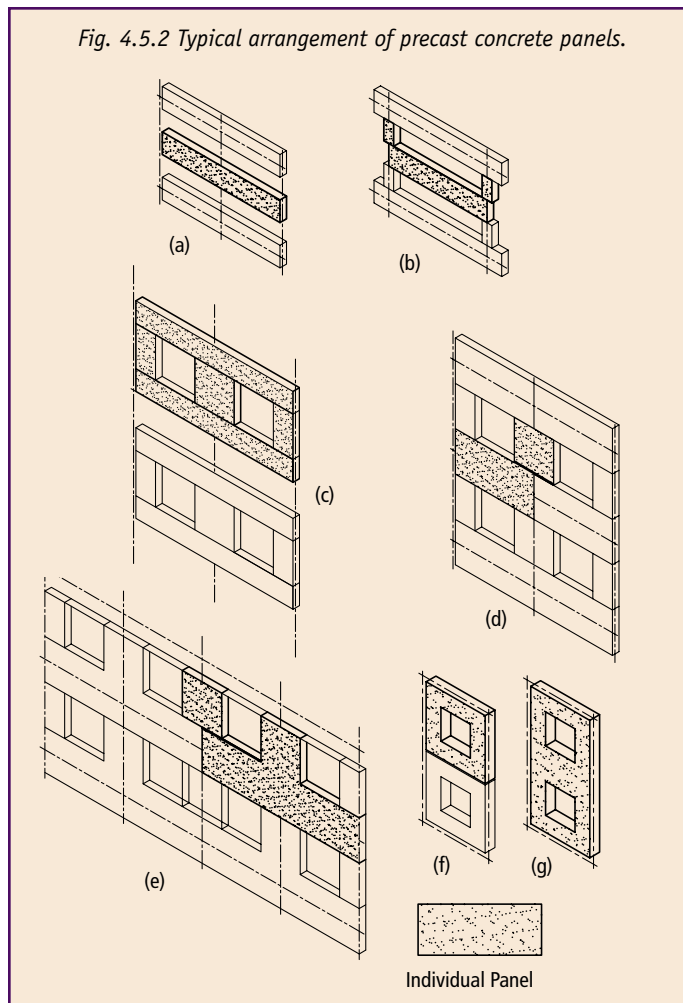 Fig. 4.5.2 Typical arrangement of precast concrete panels.
(a)
(b)
(c)
(d)
(e)
(f)
(g)
Individual Panel